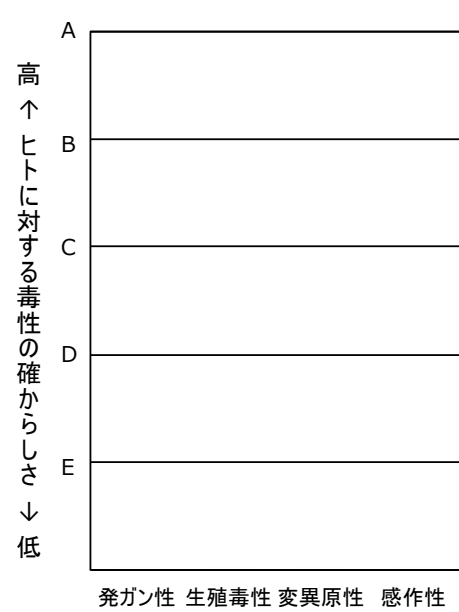 A
B
C
D
E
高 ↑ ヒトに対する毒性の確からしさ ↓ 低
発ガン性 生殖毒性 変異原性 感作性